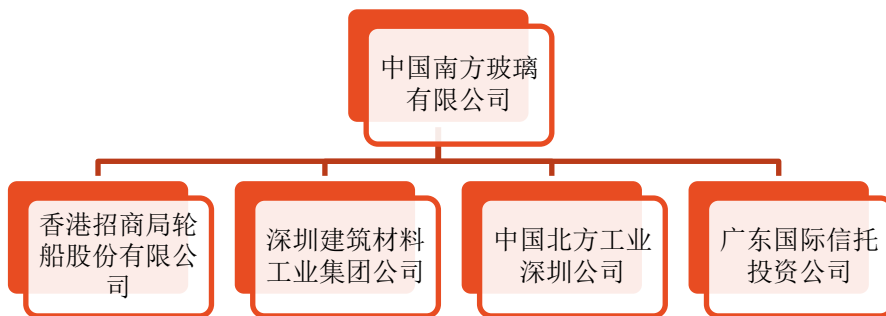 中国南方玻璃
有限公司
香港招商局轮
船股份有限公
司
深圳建筑材料
工业集团公司
中国北方工业
深圳公司
广东国际信托
投资公司